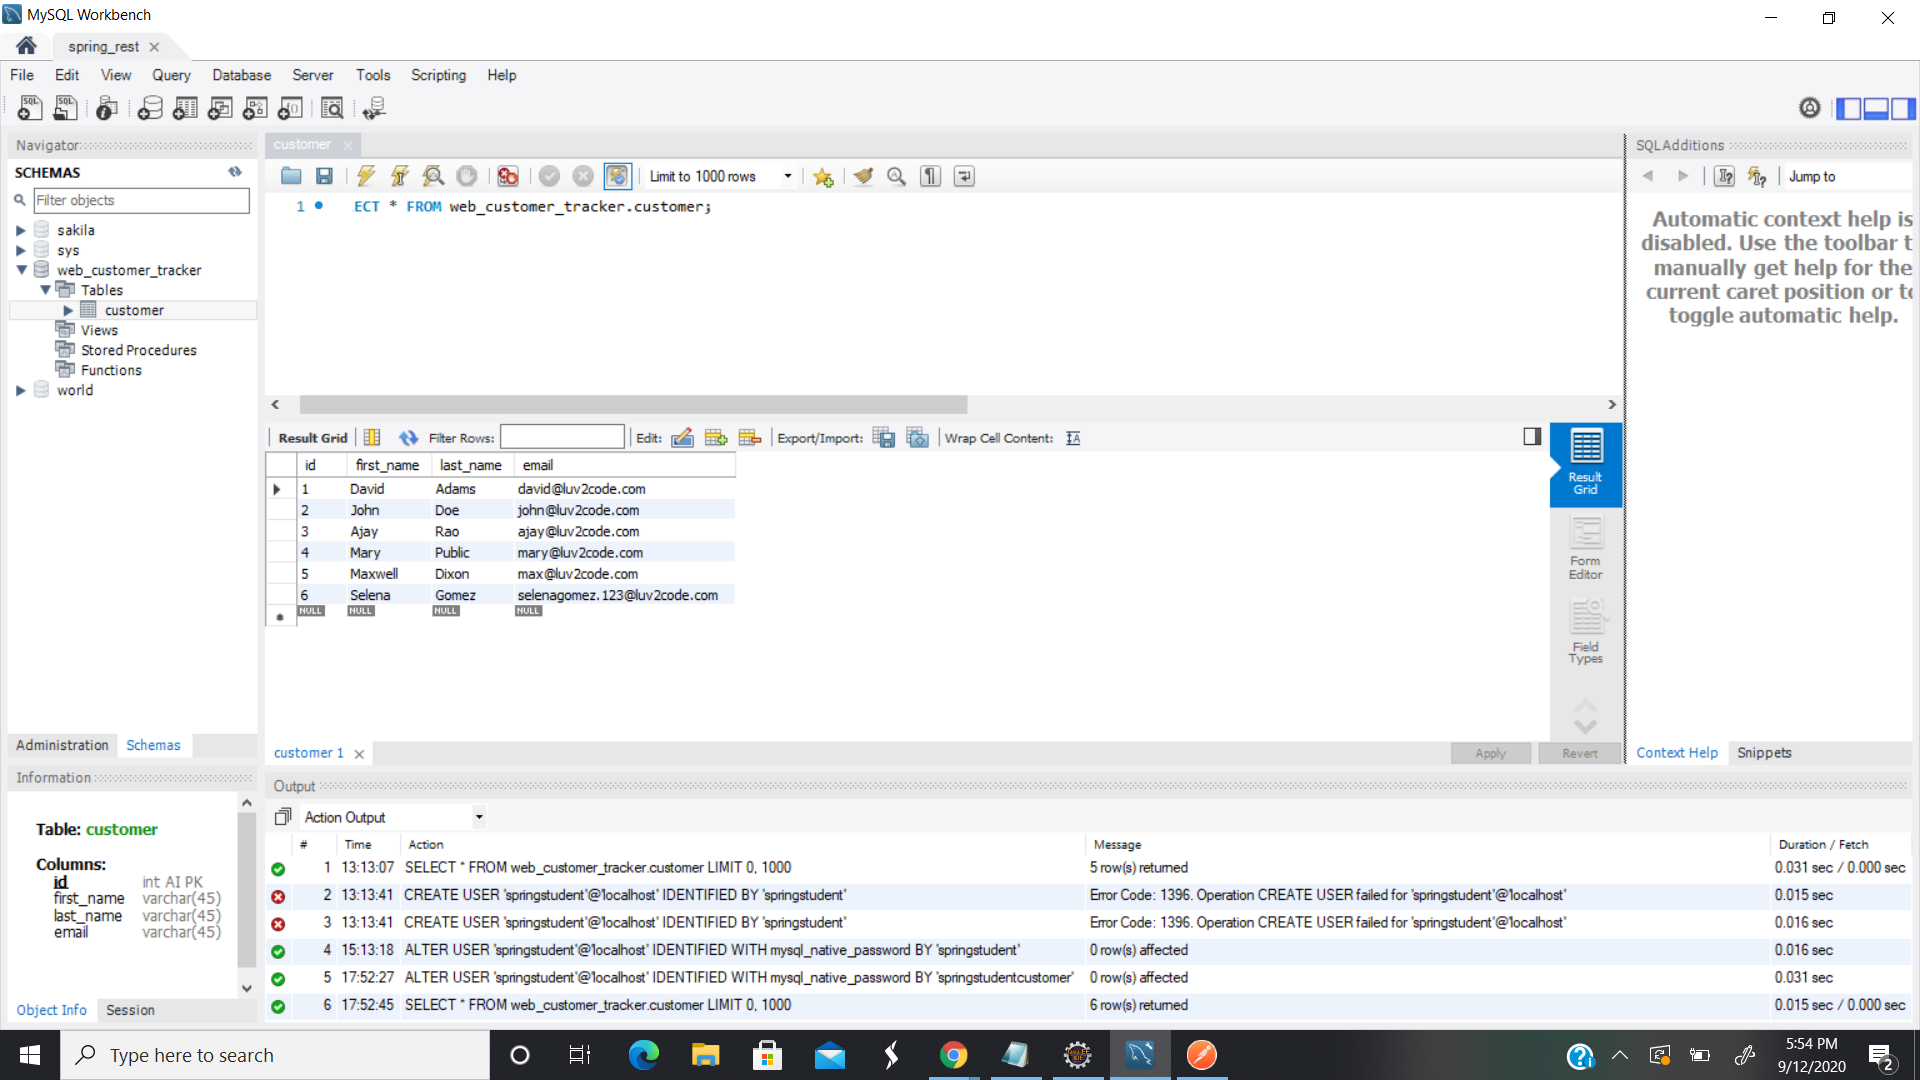 MySQL Workbench
spring_rest
File Edit View Query Database Server Tools Scripting Help
Navigator
SCHEMAS
Filter objects
sakila
sys
web_customer_tracker
Tables
customer
Views
Stored Procedures
Functions
world
Administration Schemas
Information
Table: customer
Columns:
id int AI PK
first_name varchar(45)
last_name varchar(45)
email varchar(45)
Object Info Session
customer
Limit to 1000 rows
1 ECT * FROM web_customer_tracker.customer;
Result Grid Filter Rows: Edit: Export/Import: Wrap Cell Content:
id first_name last_name email
1 David Adams david@luv2code.com
2 John Doe john@luv2code.com
3 Ajay Rao ajay@luv2code.com
4 Mary Public mary@luv2code.com
5 Maxwell Dixon max@luv2code.com
6 Selena Gomez selenagomez.123@luv2code.com
NULL NULL NULL NULL
Result
Grid
Form
Editor
Field
Types
customer 1
Apply Revert
SQLAdditions
Jump to
Automatic context help is
disabled. Use the toolbar t
manually get help for the
current caret position or to
toggle automatic help.
Context Help Snippets
Output
Action Output
# Time Action Message Duration / Fetch
1 13:13:07 SELECT * FROM web_customer_tracker.customer LIMIT 0, 1000 5 row(s) returned 0.031 sec / 0.000 sec
2 13:13:41 CREATE USER 'springstudent'@'localhost' IDENTIFIED BY 'springstudent' Error Code: 1396. Operation CREATE USER failed for 'springstudent'@'localhost' 0.015 sec
3 13:13:41 CREATE USER 'springstudent'@'localhost' IDENTIFIED BY 'springstudent' Error Code: 1396. Operation CREATE USER failed for 'springstudent'@'localhost' 0.016 sec
4 15:13:18 ALTER USER 'springstudent'@'localhost' IDENTIFIED WITH mysql_native_password BY 'springstudent' 0 row(s) affected 0.016 sec
5 17:52:27 ALTER USER 'springstudent'@'localhost' IDENTIFIED WITH mysql_native_password BY 'springstudentcustomer' 0 row(s) affected 0.031 sec
6 17:52:45 SELECT * FROM web_customer_tracker.customer LIMIT 0, 1000 6 row(s) returned 0.015 sec / 0.000 sec
Type here to search
5:54 PM
9/12/2020
2